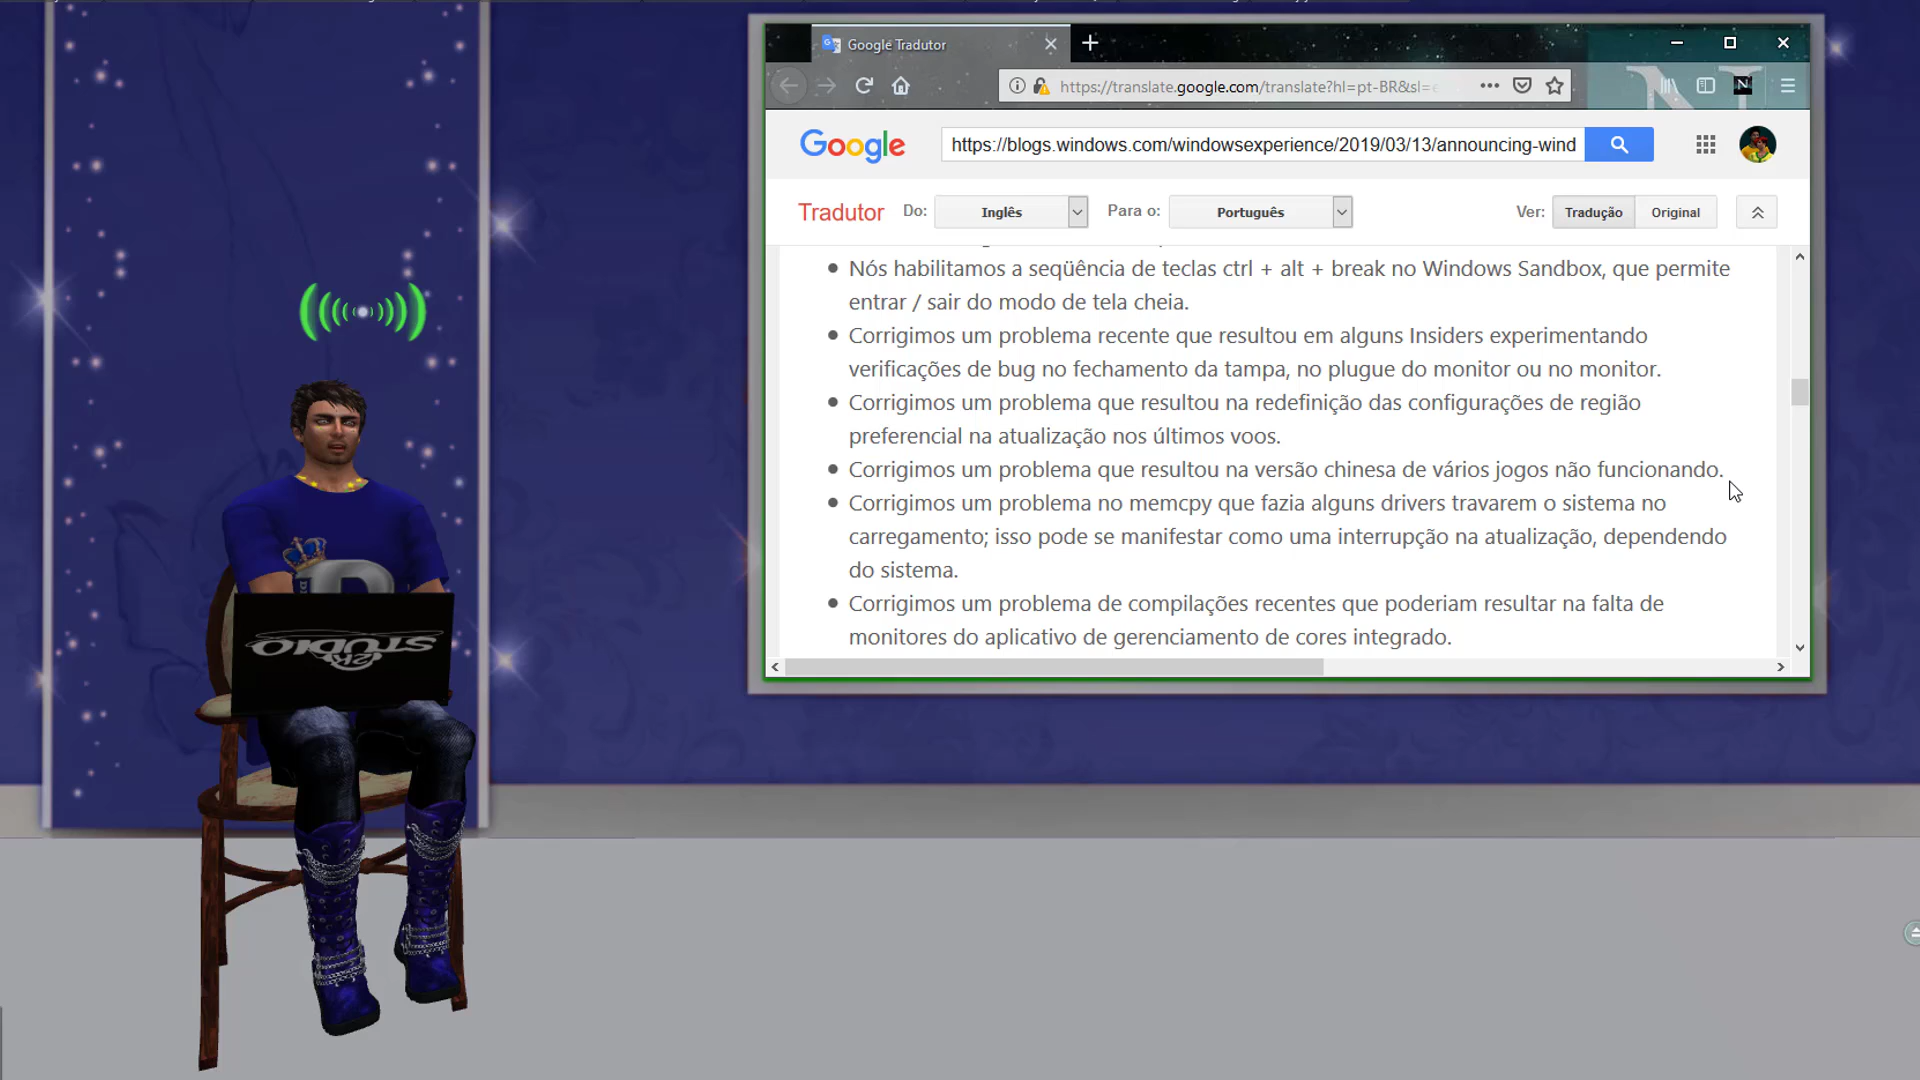 Google Tradutor
https://translate.google.com/translate?hl=pt-BR&sl=
Google
https://blogs.windows.com/windowsexperience/2019/03/13/announcing-wind
Tradutor Do: Inglês Para o: Português Ver: Tradução Original
Nós habilitamos a seqüência de teclas ctrl + alt + break no Windows Sandbox, que permite
entrar / sair do modo de tela cheia.
Corrigimos um problema recente que resultou em alguns Insiders experimentando
verificações de bug no fechamento da tampa, no plugue do monitor ou no monitor.
Corrigimos um problema que resultou na redefinição das configurações de região
preferencial na atualização nos últimos voos.
Corrigimos um problema que resultou na versão chinesa de vários jogos não funcionando.
Corrigimos um problema no memcpy que fazia alguns drivers travarem o sistema no
carregamento; isso pode se manifestar como uma interrupção na atualização, dependendo
do sistema.
Corrigimos um problema de compilações recentes que poderiam resultar na falta de
monitores do aplicativo de gerenciamento de cores integrado.
STUDIO